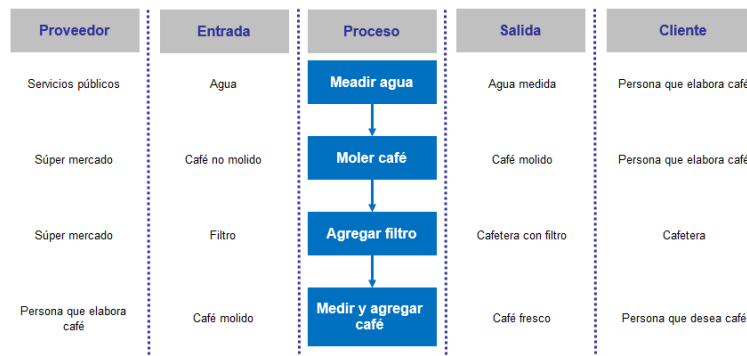 Proveedor Entrada Proceso Salida Cliente
Servicios públicos Agua Meadir agua Agua medida Persona que elabora café
Súper mercado Café no molido Moler café Café molido Persona que elabora café
Súper mercado Filtro Agregar filtro Cafetera con filtro Cafetera
Persona que elabora
café
Café molido
Medir y agregar
café
Café fresco
Persona que desea café